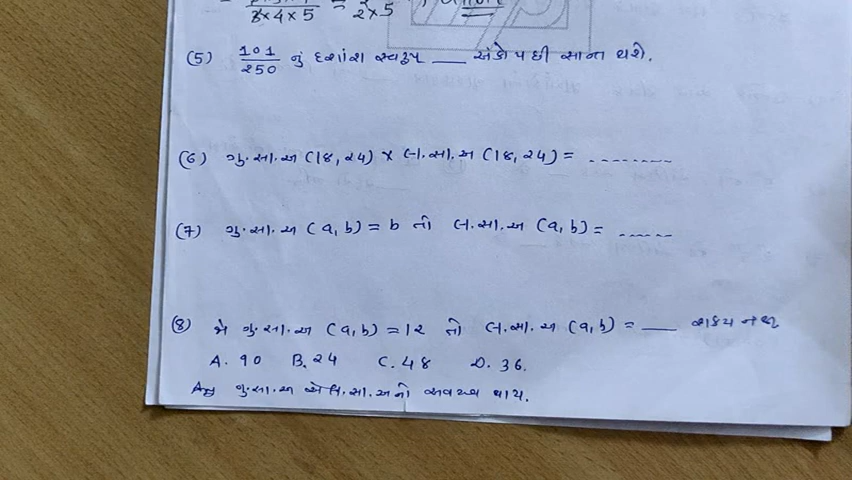 8×4×5 = 2×5
(5) 101/250 નું દશાંશ સ્વરૂપ ___ અંકો પછી સાન્ત થશે.
(6) ગુ.સા.અ (18, 24) × લ.સા.અ (18, 24) = --------
(7) ગુ.સા.અ (a, b) = b તો લ.સા.અ (a, b) = -----
(8) જે ગુ.સા.અ (a, b) = 12 તો લ.સા.અ (a, b) = ___ શક્ય નથી
A. 90 B. 24 C. 48 D. 36.
Ans ગુ.સા.અ એ લ.સા.અ નો અવયવ થાય.